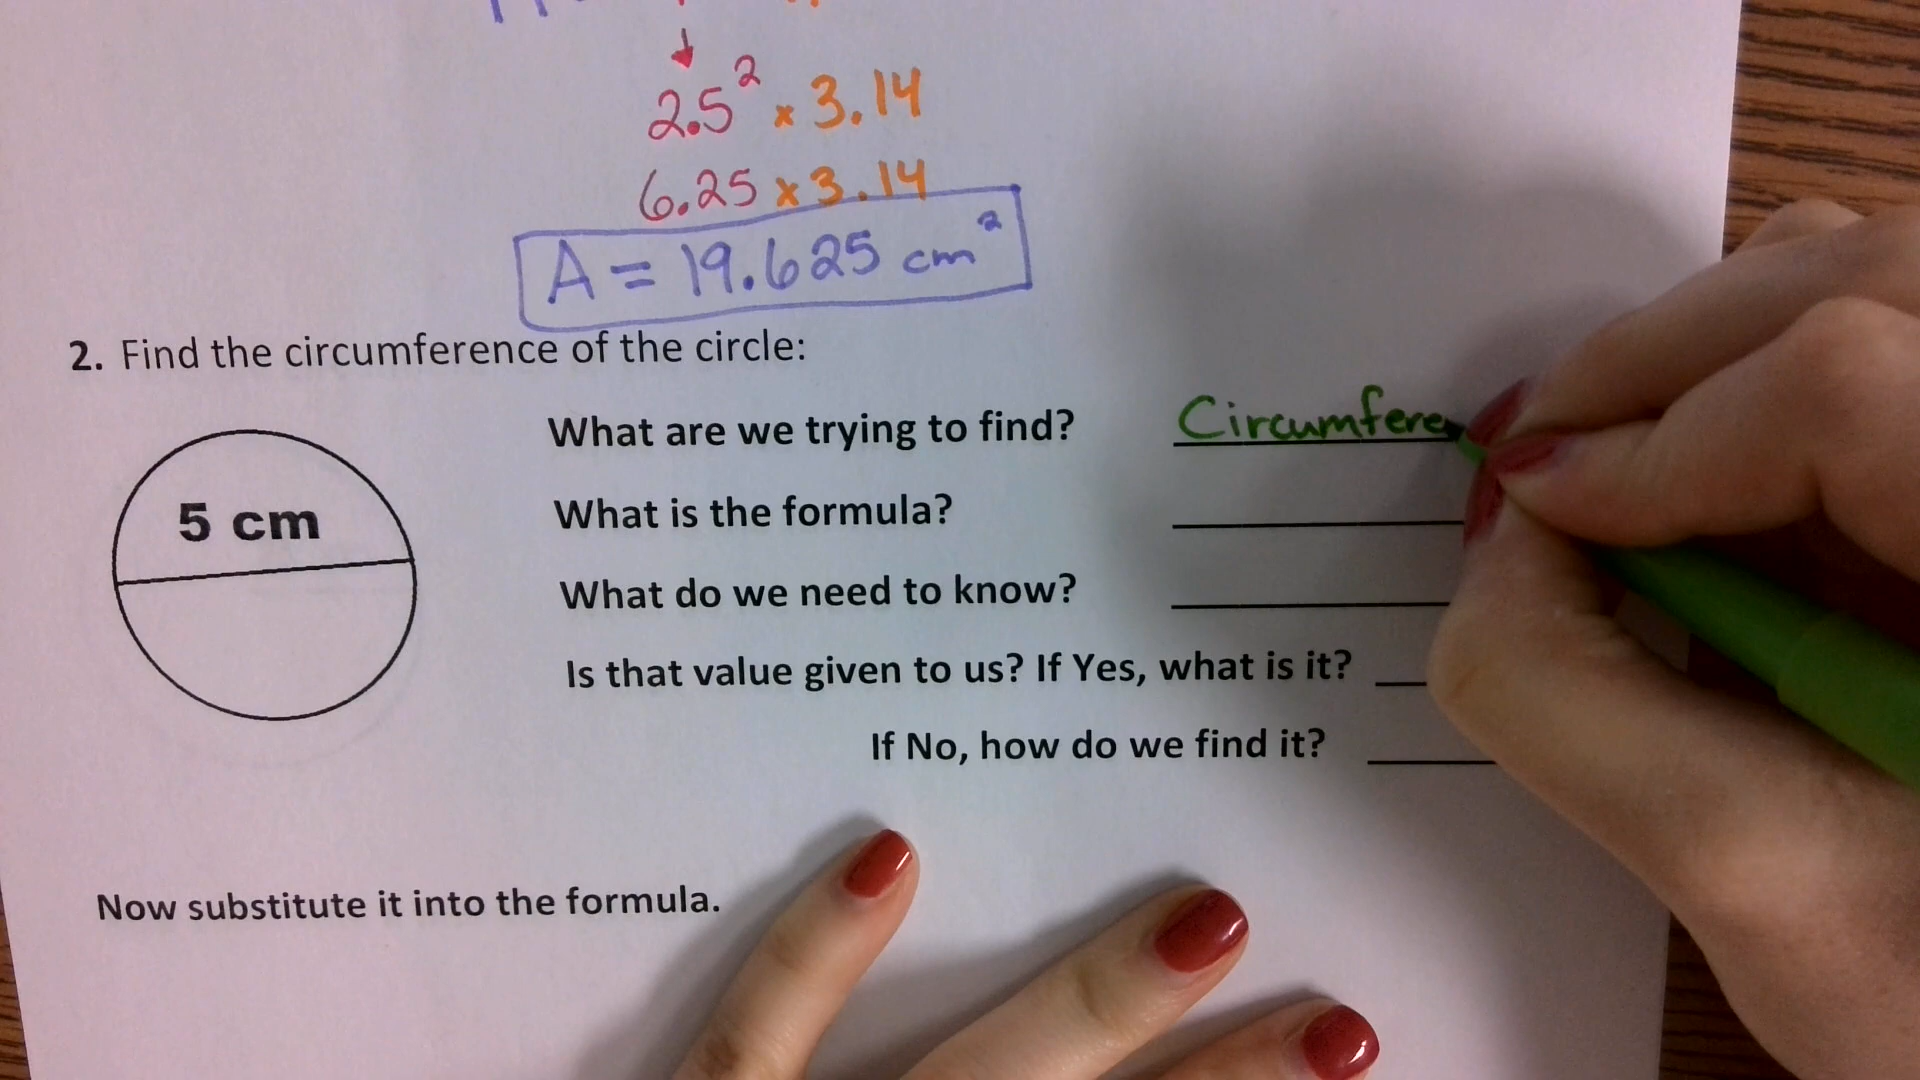 2.5² x 3.14
6.25 x 3.14
A = 19.625 cm²
2. Find the circumference of the circle:
5 cm
What are we trying to find? Circumfere
What is the formula?
What do we need to know?
Is that value given to us? If Yes, what is it?
If No, how do we find it?
Now substitute it into the formula.